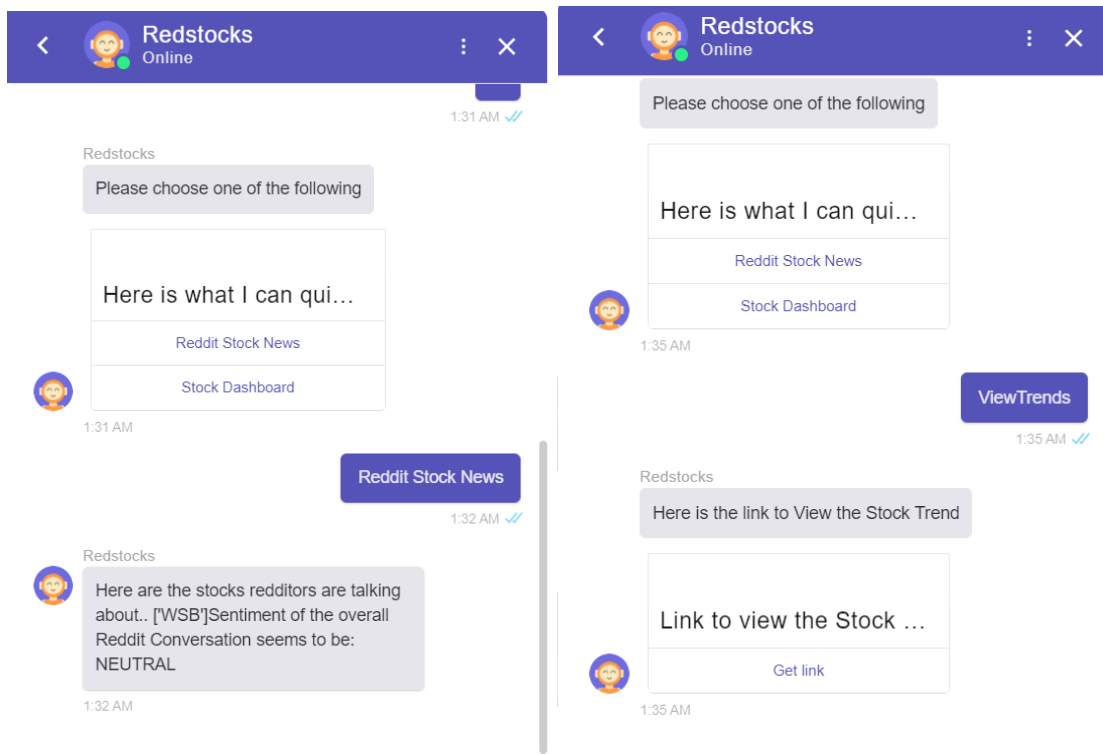 Redstocks
Online
1:31 AM
Redstocks
Please choose one of the following
Here is what I can qui...
Reddit Stock News
Stock Dashboard
1:31 AM
Reddit Stock News
1:32 AM
Redstocks
Here are the stocks redditors are talking
about.. ['WSB']Sentiment of the overall
Reddit Conversation seems to be:
NEUTRAL
1:32 AM
Redstocks
Online
Please choose one of the following
Here is what I can qui...
Reddit Stock News
Stock Dashboard
1:35 AM
ViewTrends
1:35 AM
Redstocks
Here is the link to View the Stock Trend
Link to view the Stock ...
Get link
1:35 AM